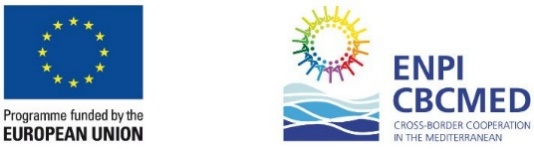 Programme funded by the
EUROPEAN UNION
ENPI
CBCMED
CROSS-BORDER COOPERATION
IN THE MEDITERRANEAN